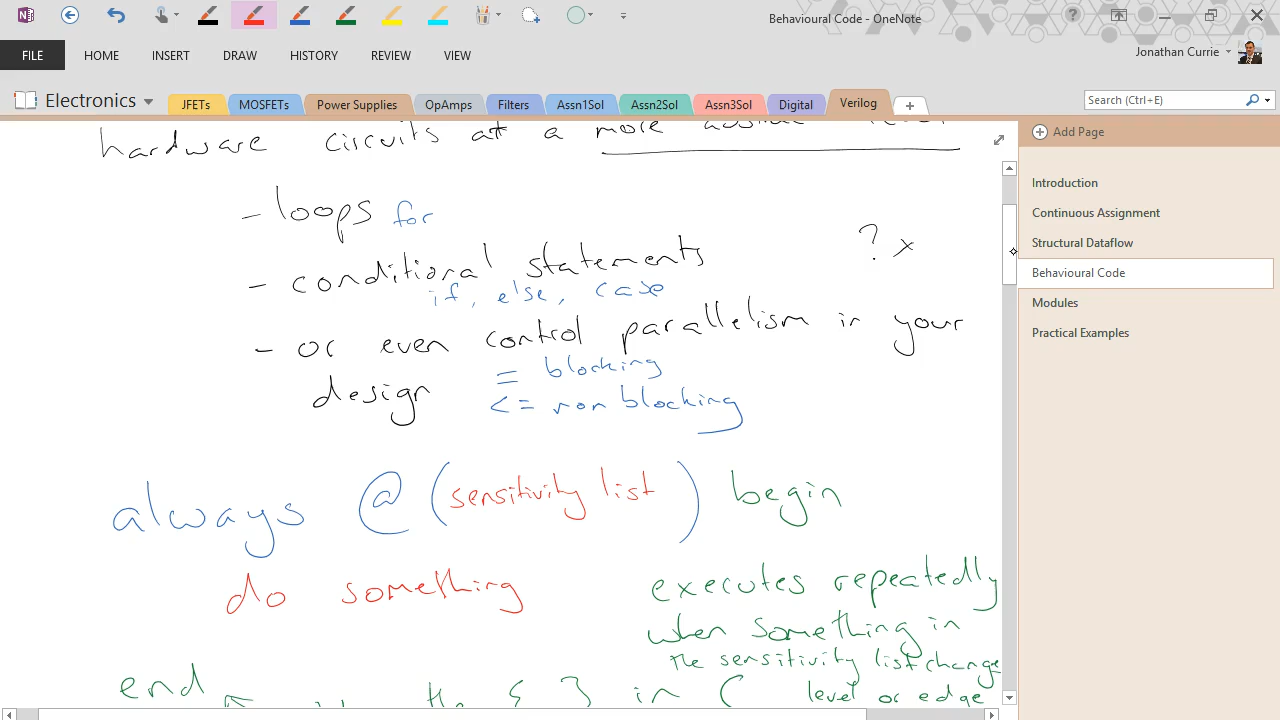 Behavioural Code - OneNote
?
FILE HOME INSERT DRAW HISTORY REVIEW VIEW
Jonathan Currie
Electronics JFETs MOSFETs Power Supplies OpAmps Filters Assn1Sol Assn2Sol Assn3Sol Digital Verilog
Search (Ctrl+E)
Add Page
Introduction
Continuous Assignment
Structural Dataflow
Behavioural Code
Modules
Practical Examples
hardware circuits at a more level
- loops for
- conditional statements ? x
if, else, case
- or even control parallelism in your
design = blocking
<= non blocking
always @ (sensitivity list) begin
do something
executes repeatedly
when something in
the sensitivity list change
level or edge
end
the { } in C